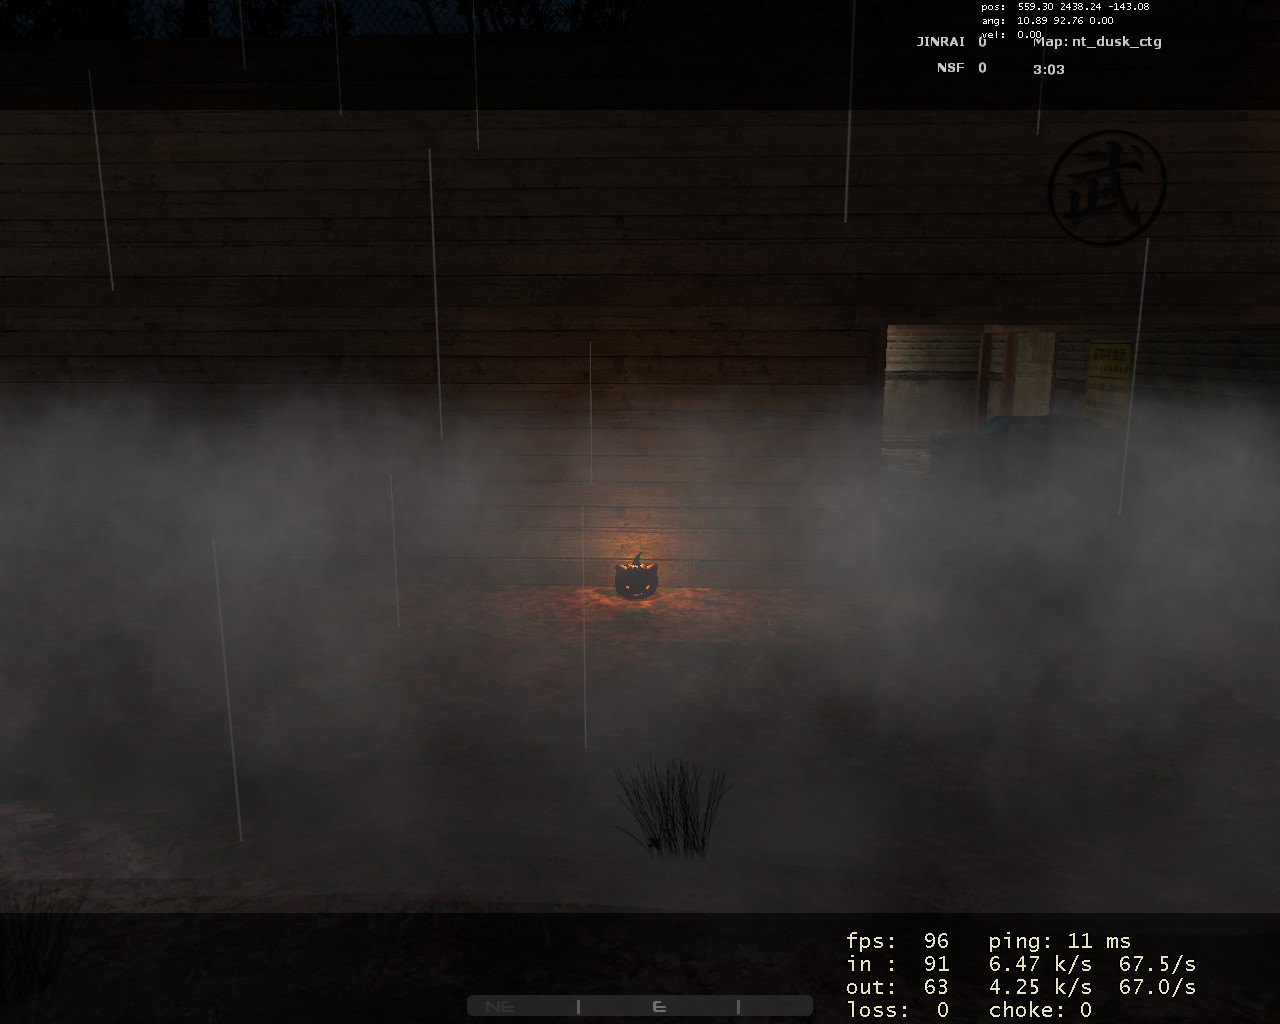 pos: 559.30 2438.24 -143.08
ang: 10.89 92.76 0.00
vel: 0.00
JINRAI 0 Map: nt_dusk_ctg
NSF 0 3:03
武
fps: 96 ping: 11 ms
in : 91 6.47 k/s 67.5/s
out: 63 4.25 k/s 67.0/s
loss: 0 choke: 0
NE | E |